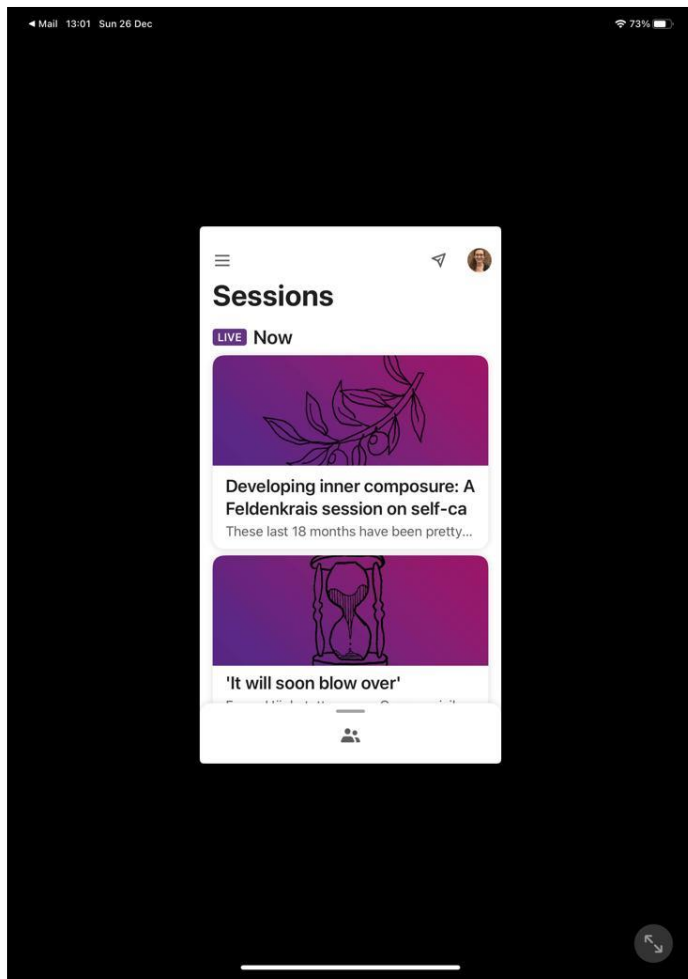 Mail 13:01 Sun 26 Dec 73%
Sessions
LIVE Now
Developing inner composure: A
Feldenkrais session on self-ca
These last 18 months have been pretty...
'It will soon blow over'